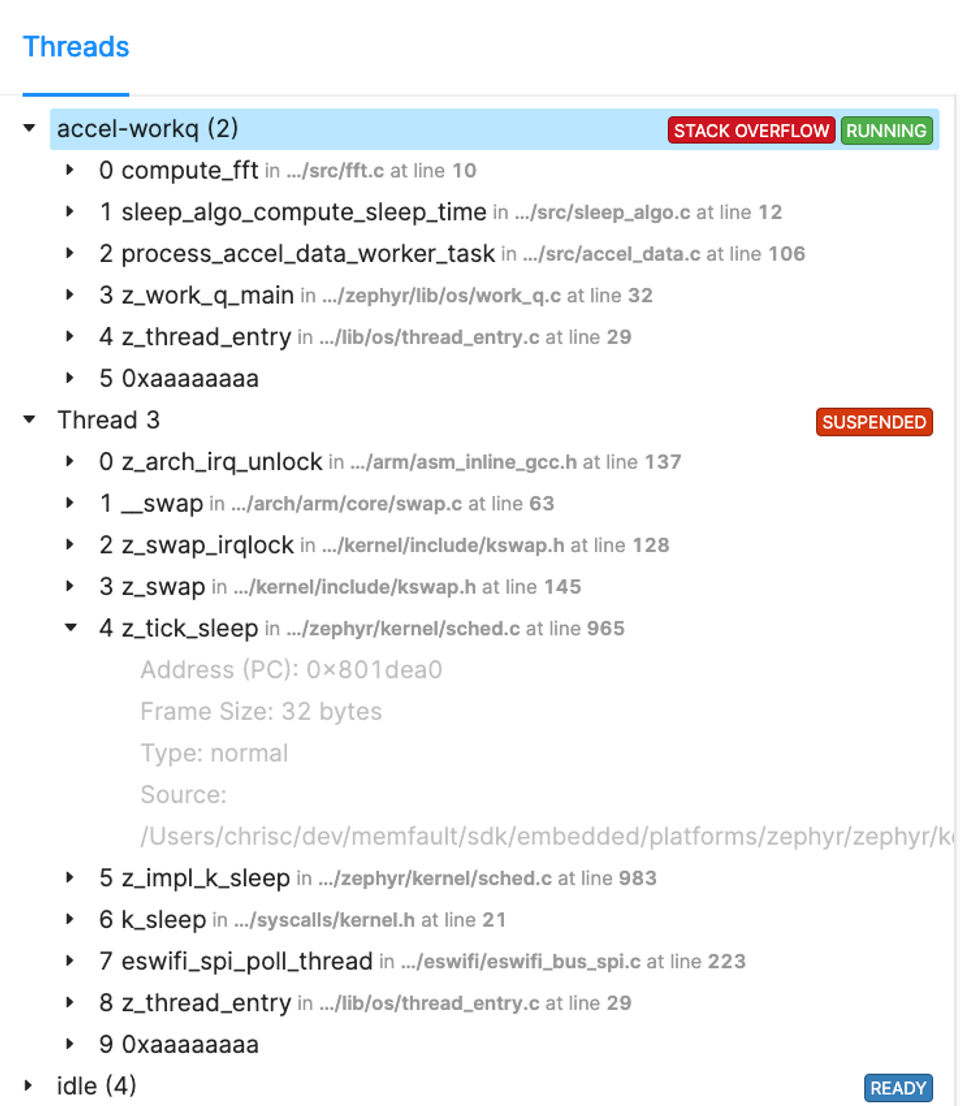 Threads
accel-workq (2) STACK OVERFLOW RUNNING
0 compute_fft in .../src/fft.c at line 10
1 sleep_algo_compute_sleep_time in .../src/sleep_algo.c at line 12
2 process_accel_data_worker_task in .../src/accel_data.c at line 106
3 z_work_q_main in .../zephyr/lib/os/work_q.c at line 32
4 z_thread_entry in .../lib/os/thread_entry.c at line 29
5 0xaaaaaaaa
Thread 3 SUSPENDED
0 z_arch_irq_unlock in .../arm/asm_inline_gcc.h at line 137
1 __swap in .../arch/arm/core/swap.c at line 63
2 z_swap_irqlock in .../kernel/include/kswap.h at line 128
3 z_swap in .../kernel/include/kswap.h at line 145
4 z_tick_sleep in .../zephyr/kernel/sched.c at line 965
Address (PC): 0x801dea0
Frame Size: 32 bytes
Type: normal
Source:
/Users/chrisc/dev/memfault/sdk/embedded/platforms/zephyr/zephyr/
5 z_impl_k_sleep in .../zephyr/kernel/sched.c at line 983
6 k_sleep in .../syscalls/kernel.h at line 21
7 eswifi_spi_poll_thread in .../eswifi/eswifi_bus_spi.c at line 223
8 z_thread_entry in .../lib/os/thread_entry.c at line 29
9 0xaaaaaaaa
idle (4) READY